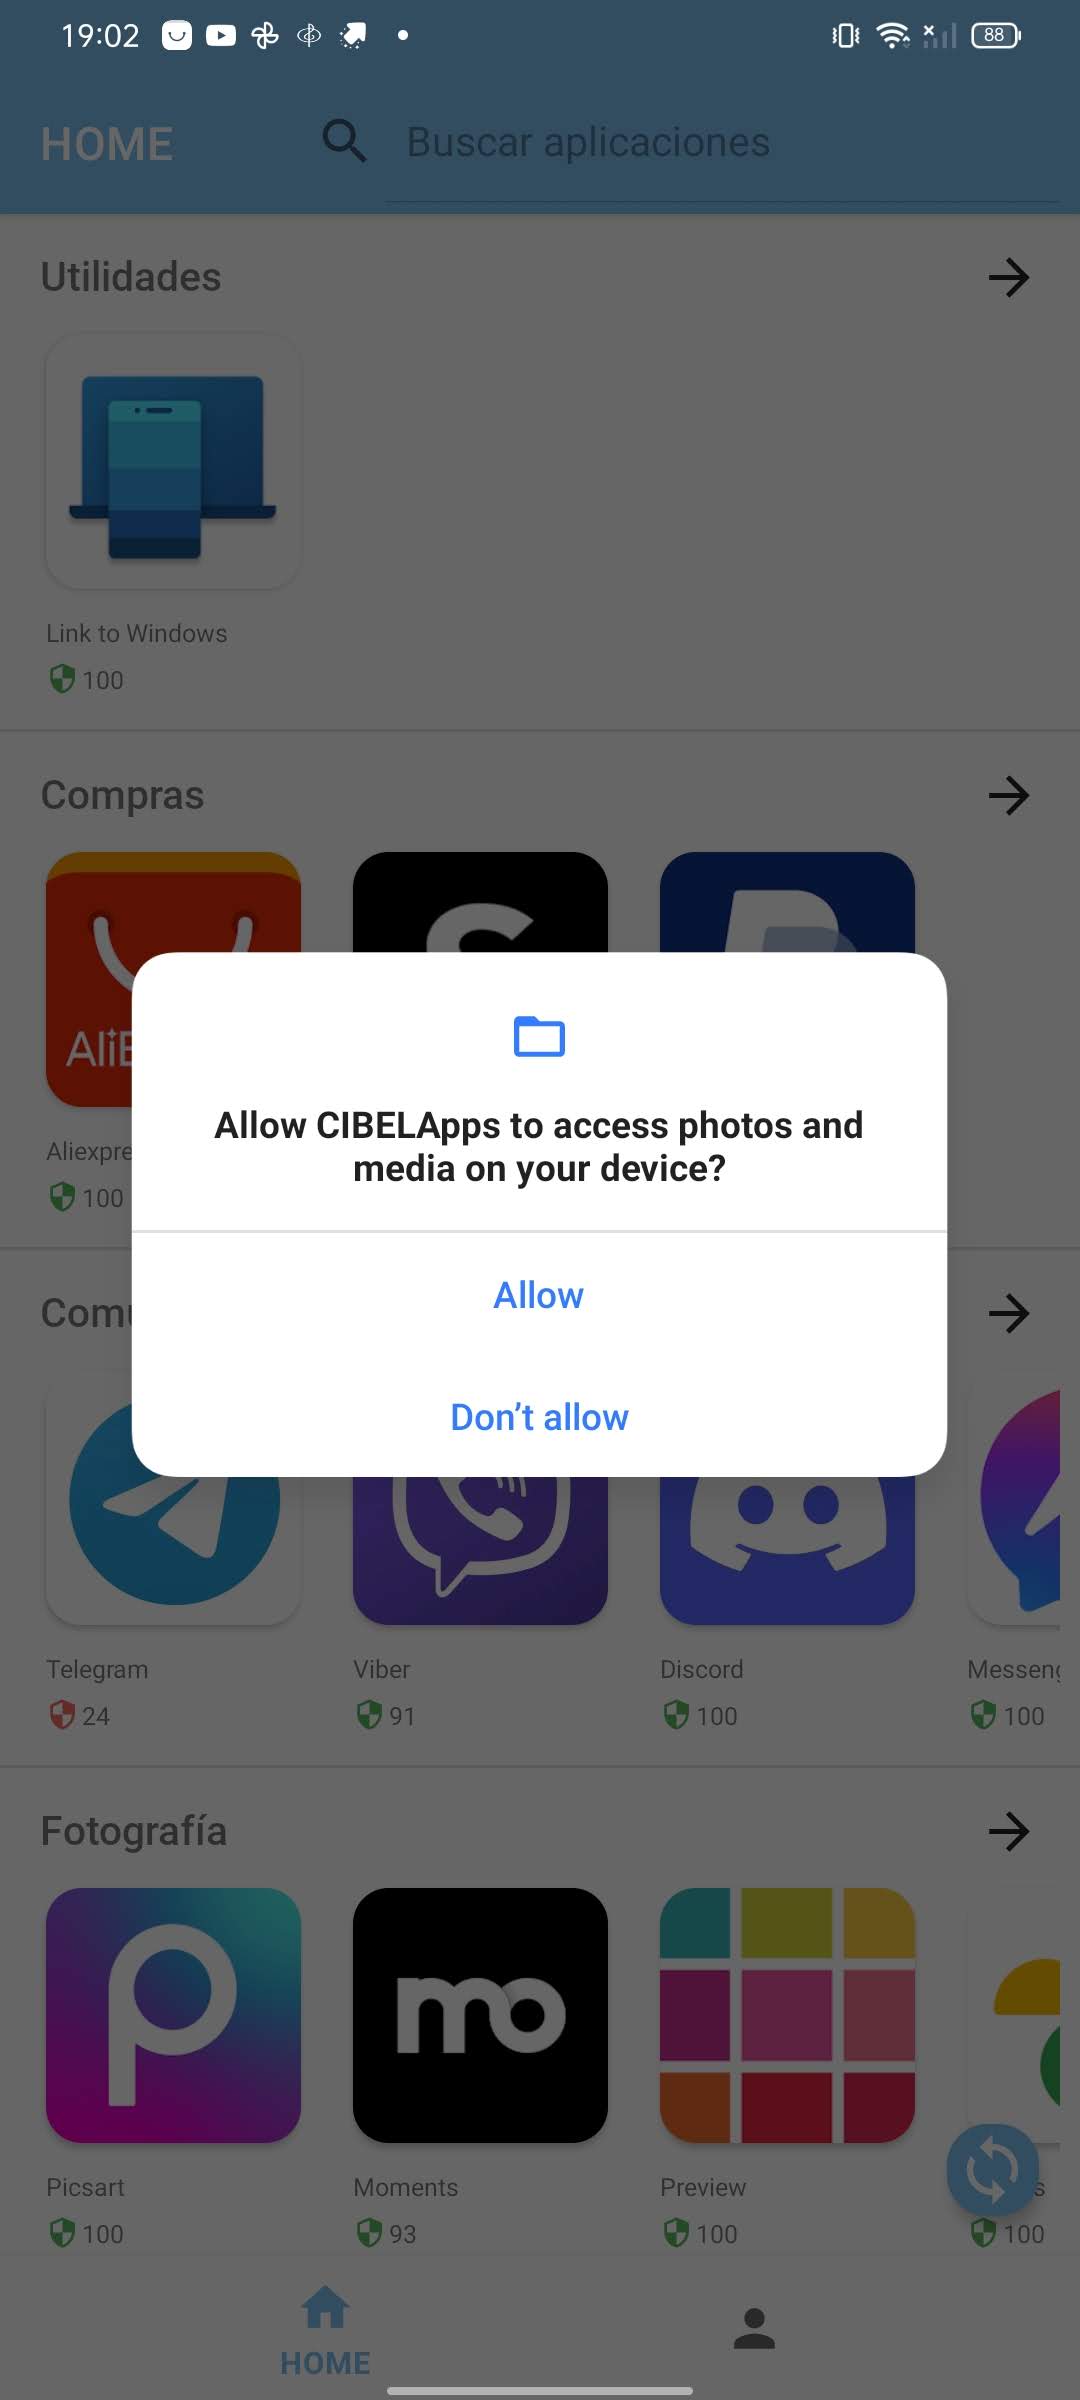 19:02
88
HOME
Buscar aplicaciones
Utilidades
Link to Windows
100
Compras
AliE
Aliexpre
100
Allow CIBELApps to access photos and
media on your device?
Allow
Don’t allow
Com
Telegram
24
Viber
91
Discord
100
Messeng
100
Fotografía
mo
Picsart
100
Moments
93
Preview
100
s
100
HOME